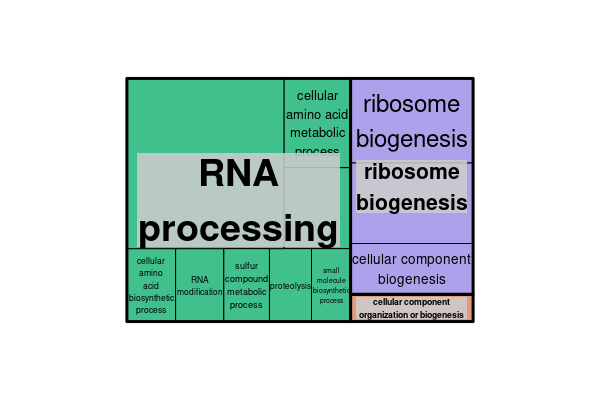 cellular
amino acid
metabolic
process
RNA
processing
cellular
amino
acid
biosynthetic
process
RNA
modification
sulfur
compound
metabolic
process
proteolysis
small
molecule
biosynthetic
process
ribosome
biogenesis
ribosome
biogenesis
cellular component
biogenesis
cellular component
organization or biogenesis